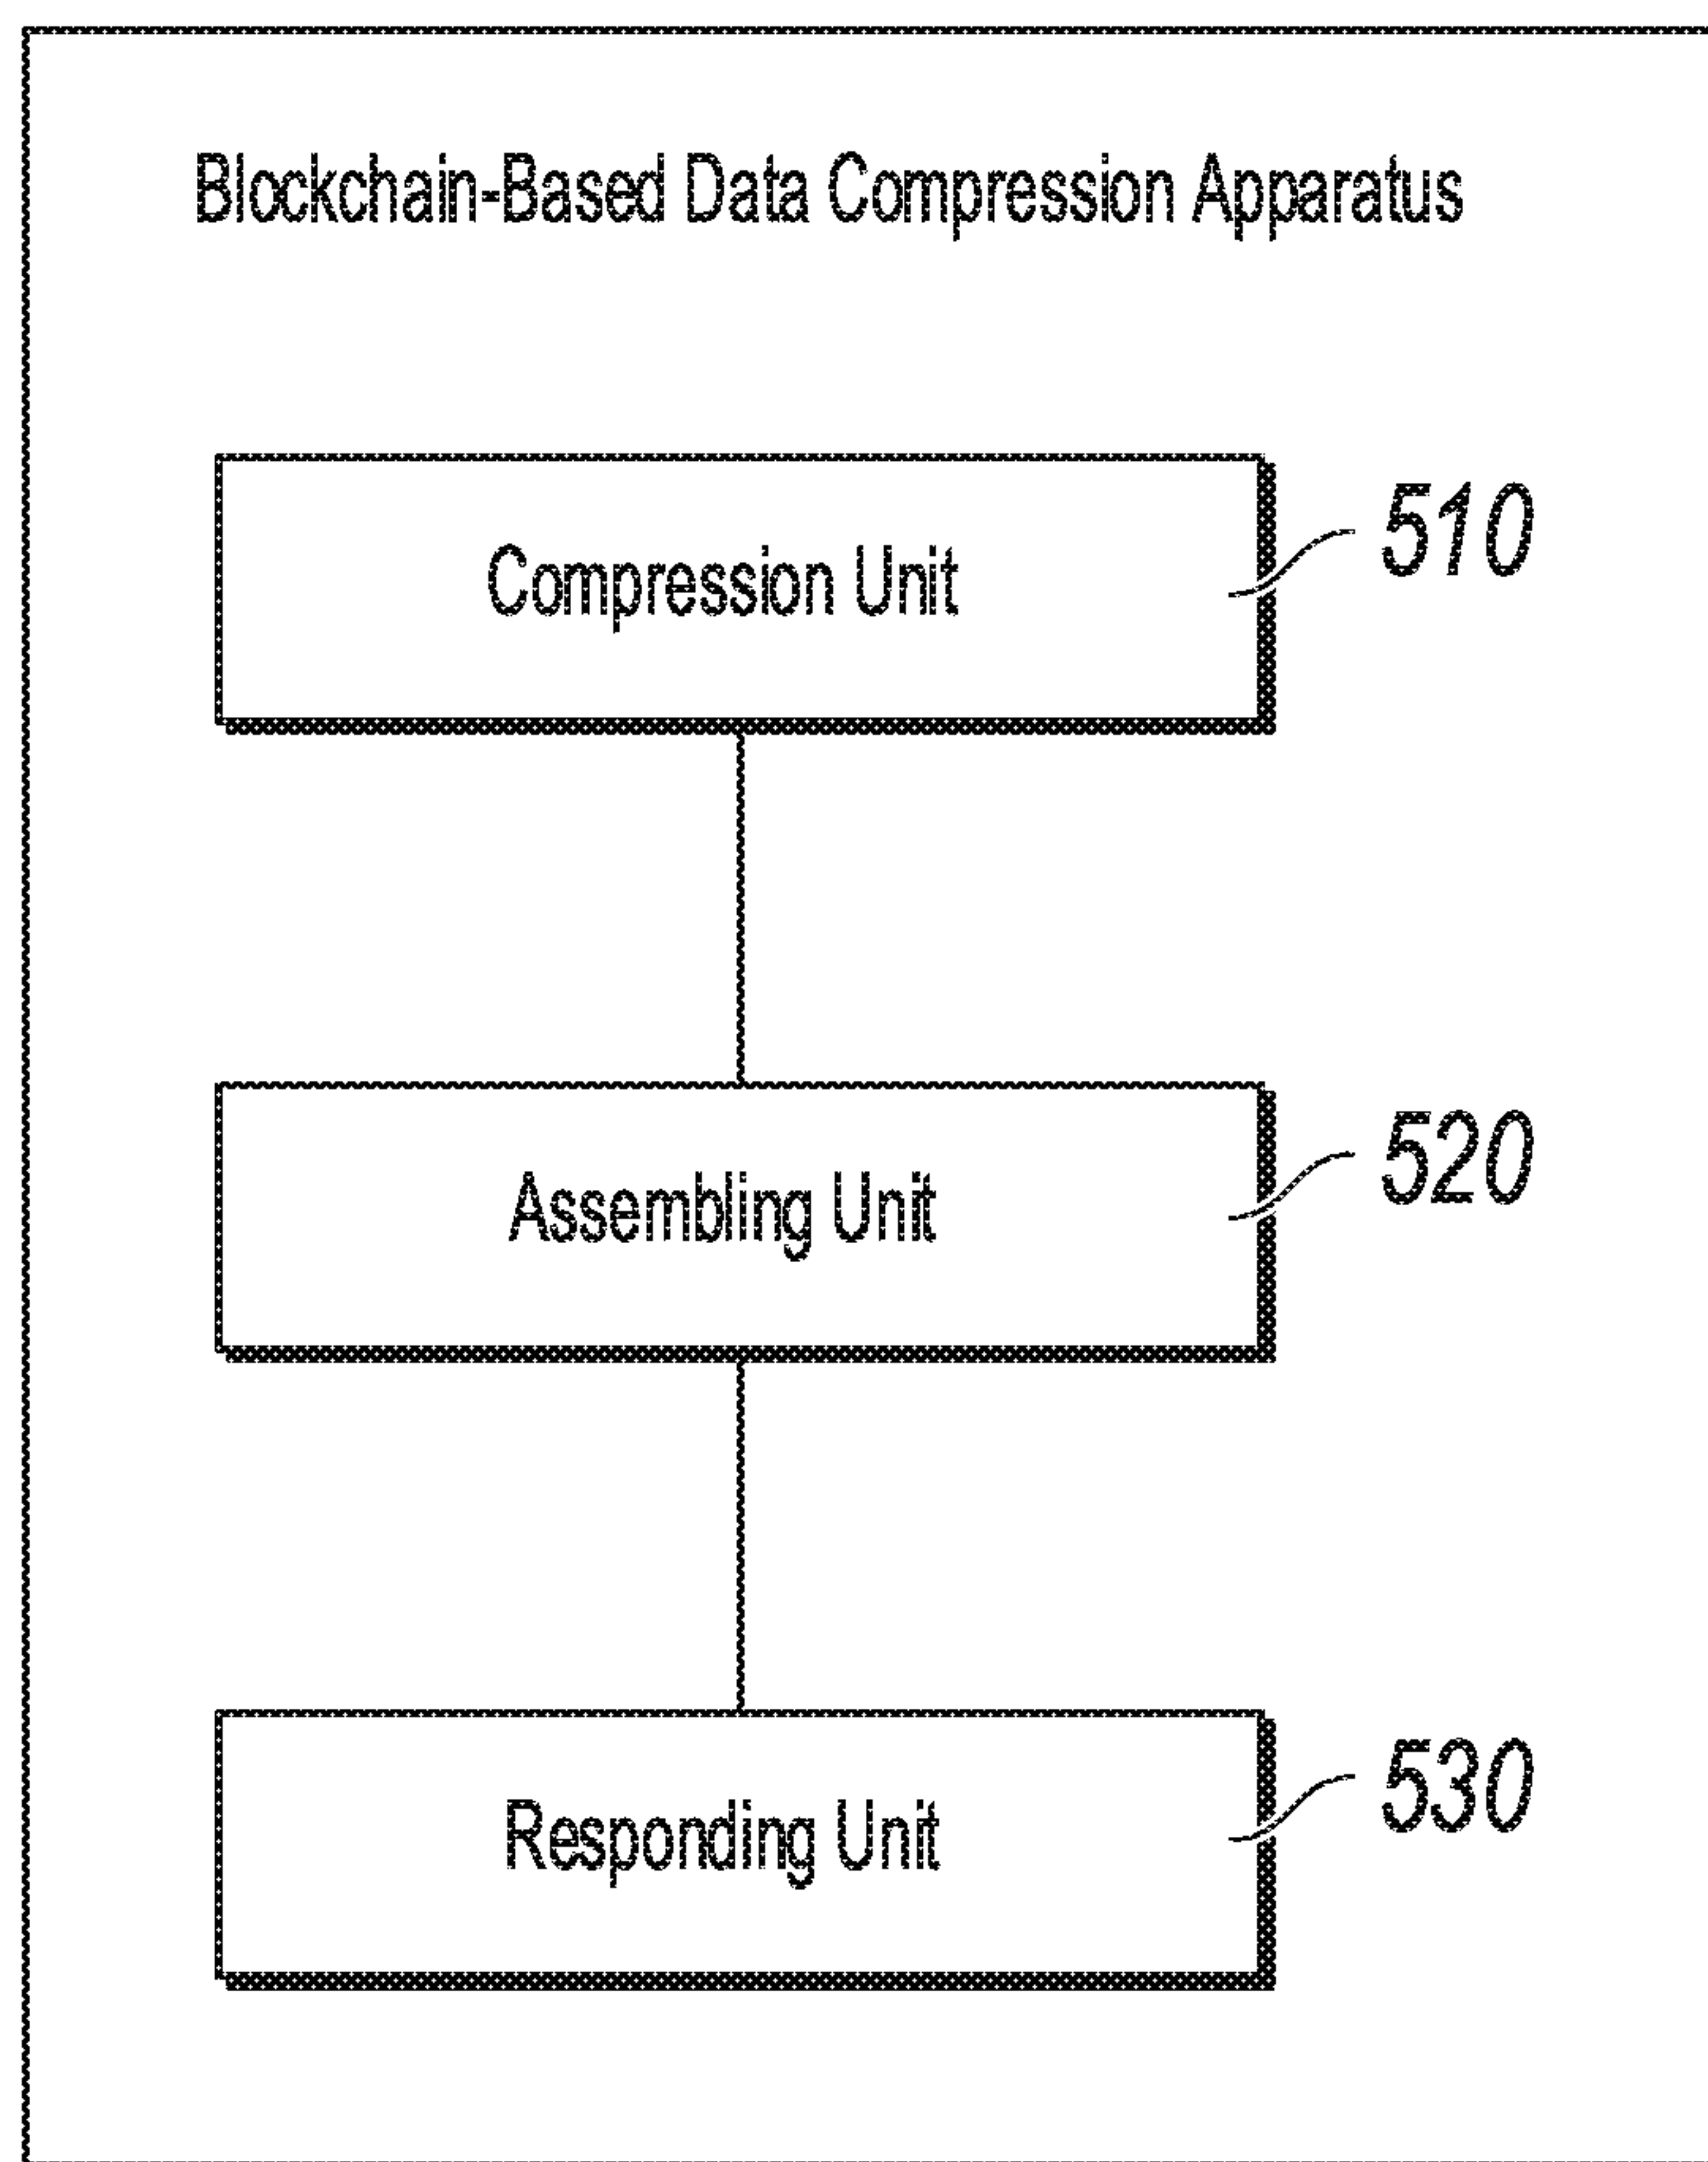 Blockchain-Based Data Compression Apparatus
Compression Unit
510
Assembling Unit
520
Responding Unit
530